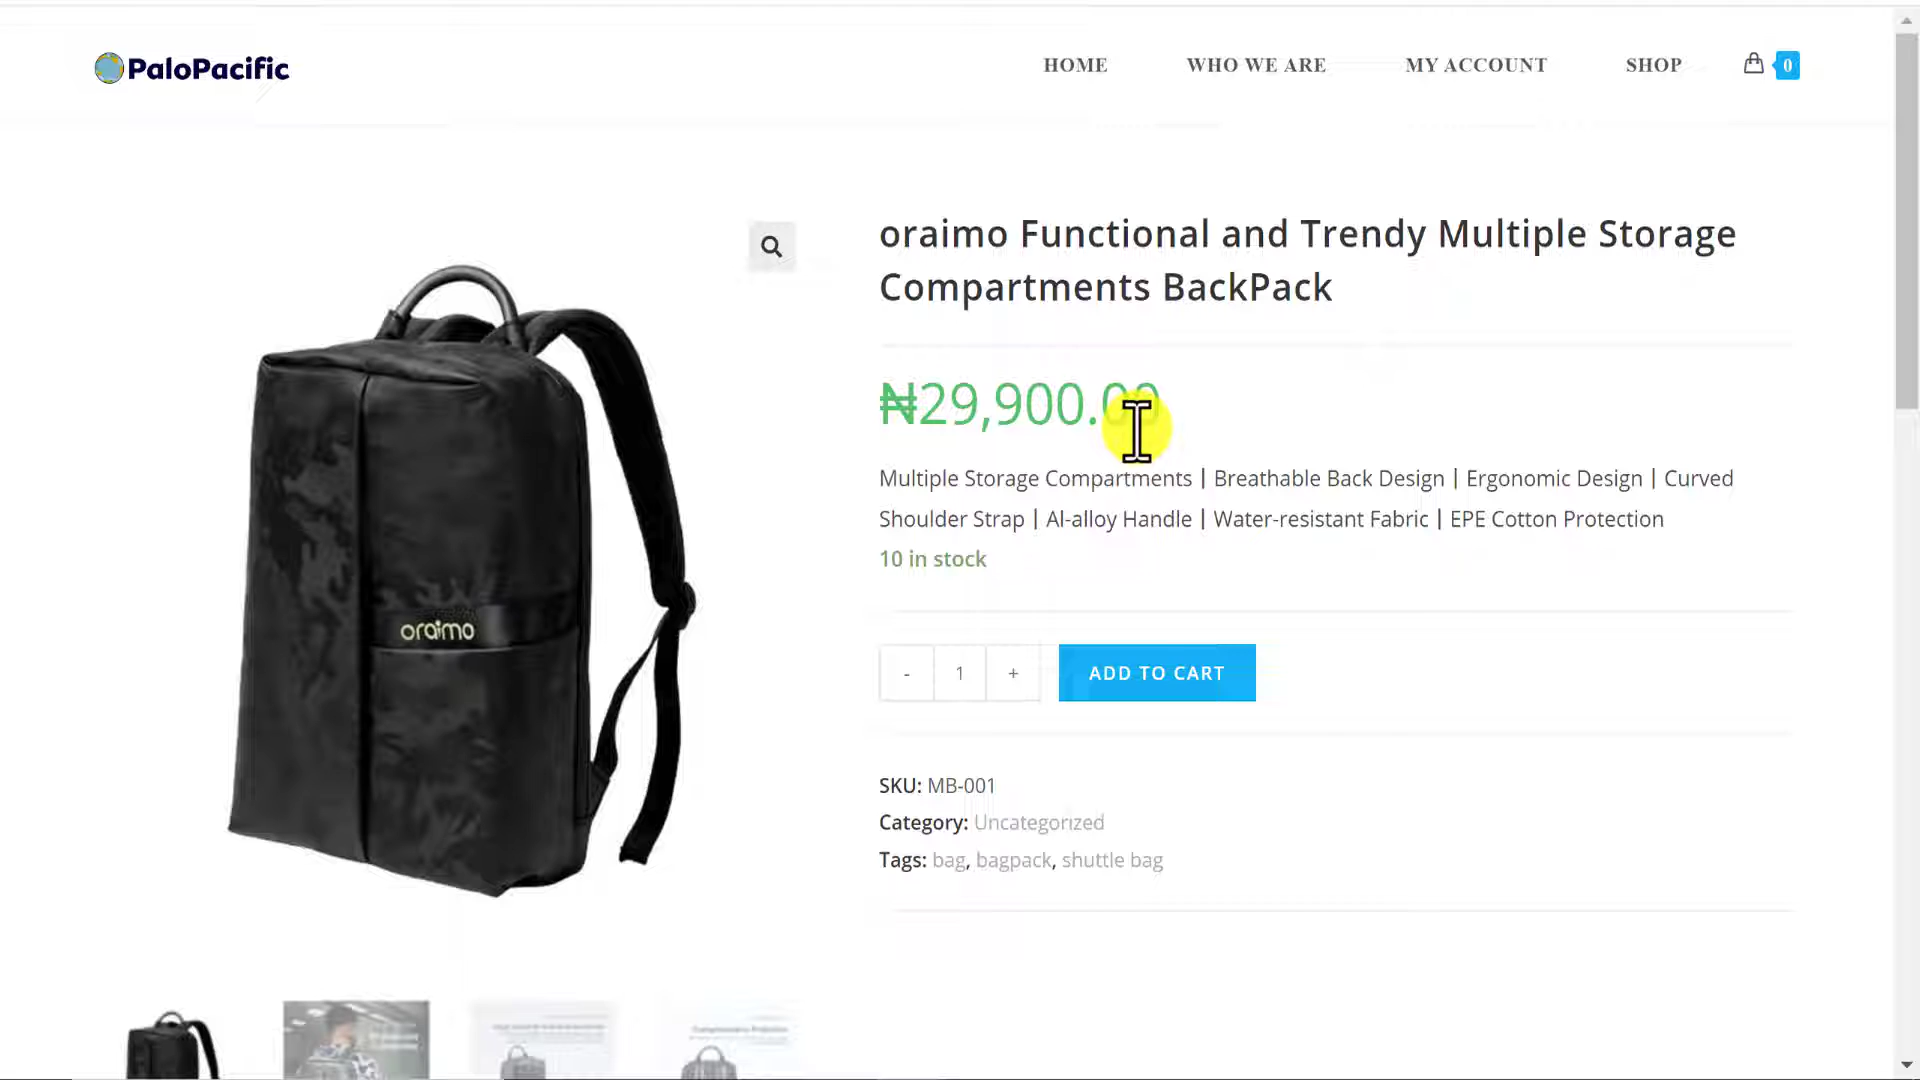 PaloPacific
HOME
WHO WE ARE
MY ACCOUNT
SHOP
0
oraimo Functional and Trendy Multiple Storage
Compartments BackPack
₦29,900.00
Multiple Storage Compartments | Breathable Back Design | Ergonomic Design | Curved
Shoulder Strap | Al-alloy Handle | Water-resistant Fabric | EPE Cotton Protection
10 in stock
oraimo
- 1 +
ADD TO CART
SKU: MB-001
Category: Uncategorized
Tags: bag, bagpack, shuttle bag